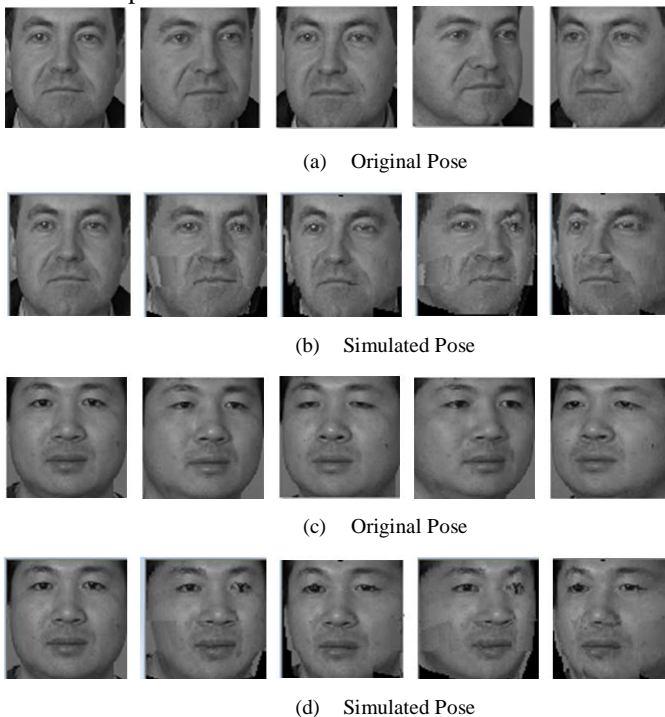 (a) Original Pose
(b) Simulated Pose
(c) Original Pose
(d) Simulated Pose